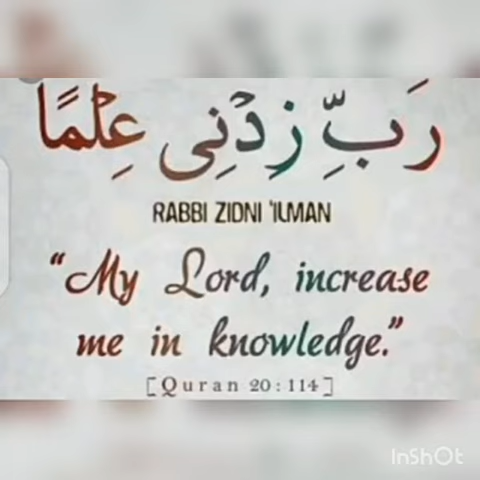 رَبِّ زِدْنِى عِلْمًا
RABBI ZIDNI 'ILMAN
"My Lord, increase
me in knowledge."
[Quran 20:114]
InShOt